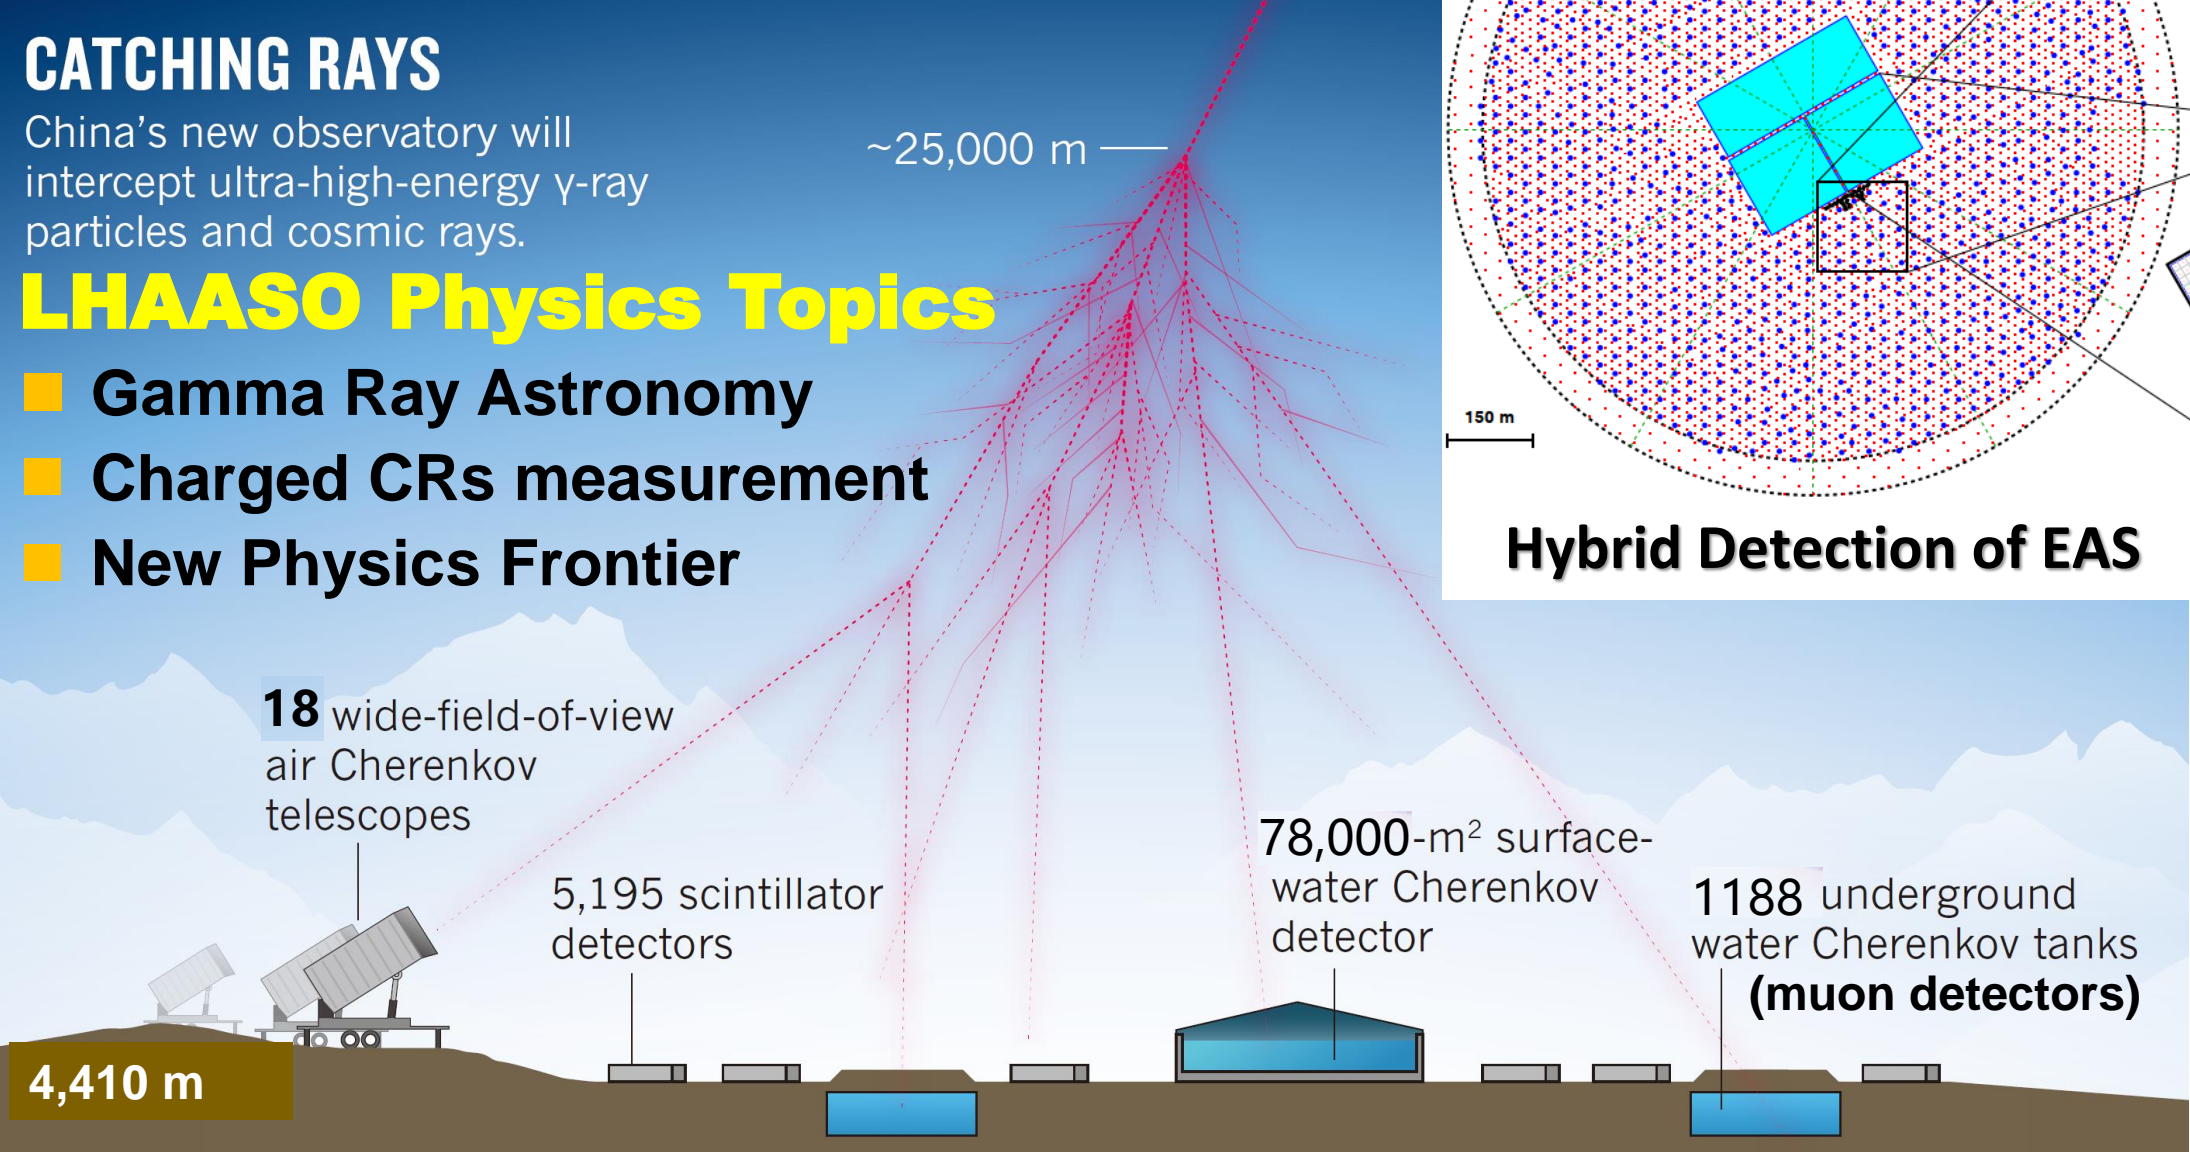 CATCHING RAYS
China's new observatory will
intercept ultra-high-energy γ-ray
particles and cosmic rays.
LHAASO Physics Topics
Gamma Ray Astronomy
Charged CRs measurement
New Physics Frontier
~25,000 m
150 m
Hybrid Detection of EAS
18 wide-field-of-view
air Cherenkov
telescopes
5,195 scintillator
detectors
78,000-m² surface-
water Cherenkov
detector
1188 underground
water Cherenkov tanks
(muon detectors)
4,410 m